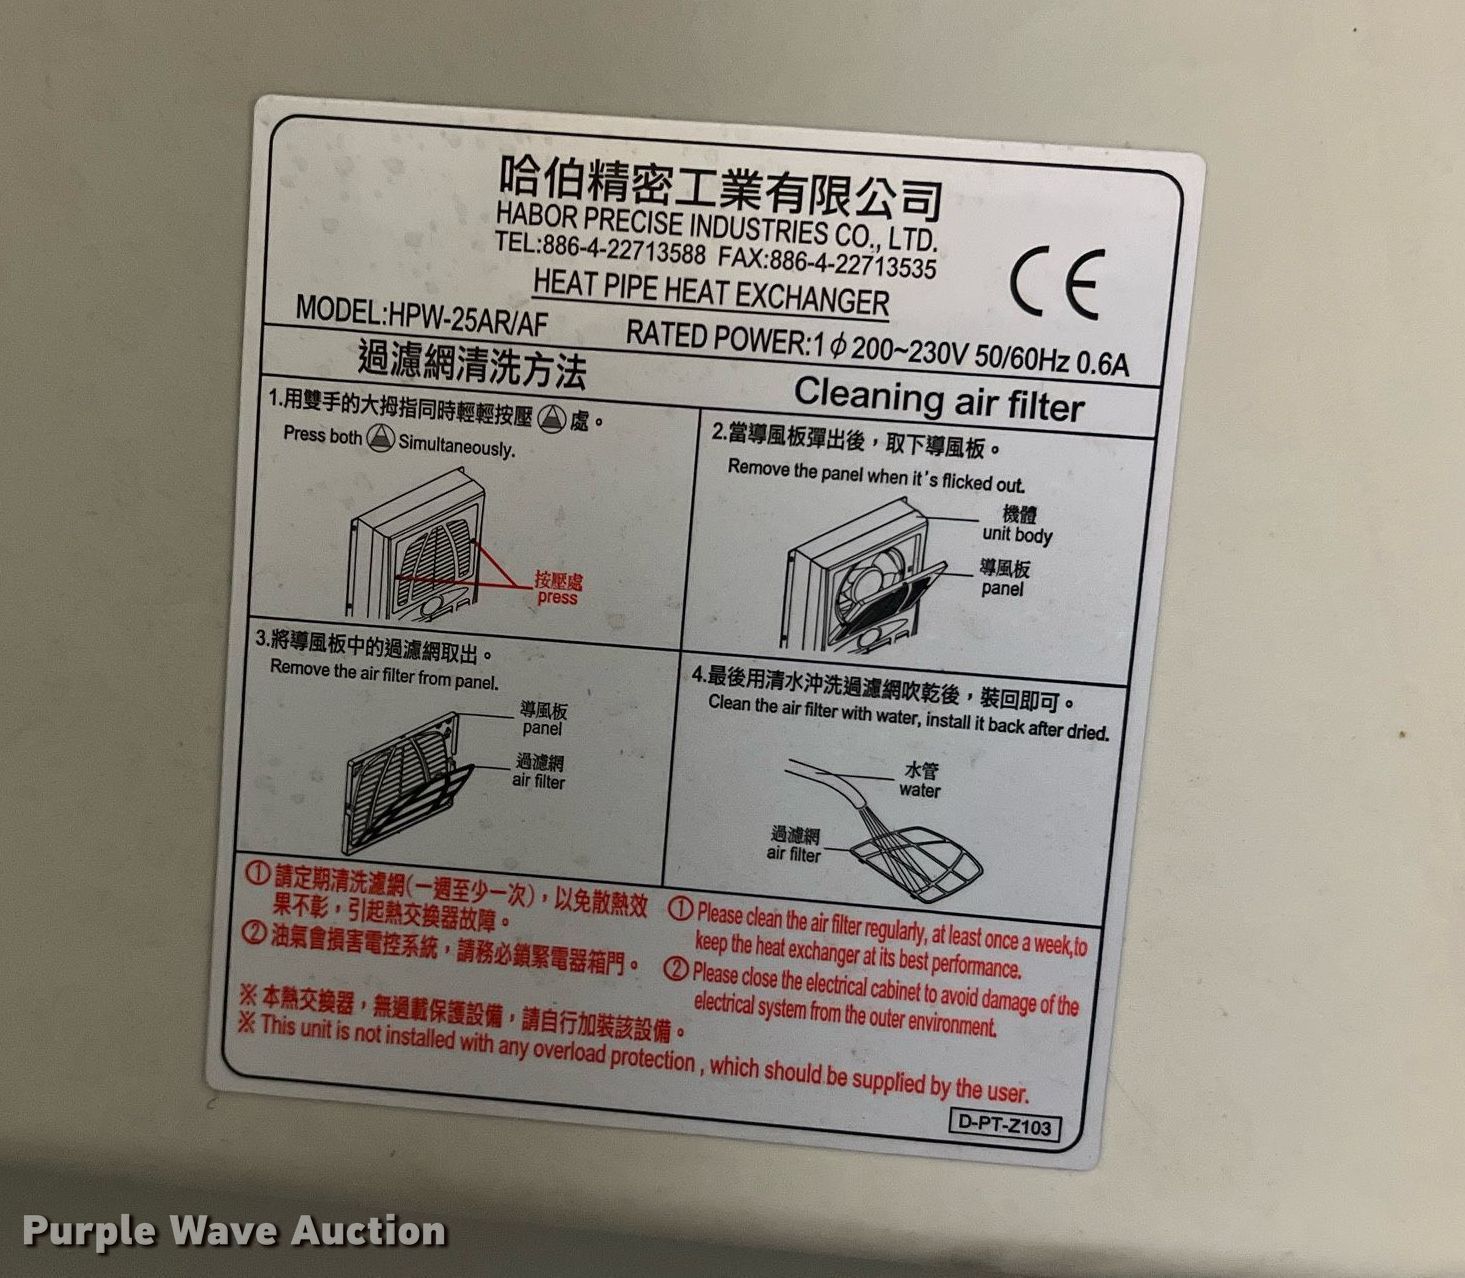 哈伯精密工業有限公司
HABOR PRECISE INDUSTRIES CO., LTD.
TEL:886-4-22713588 FAX:886-4-22713535
CE
HEAT PIPE HEAT EXCHANGER
MODEL:HPW-25AR/AF RATED POWER:1ϕ200~230V 50/60Hz 0.6A
過濾網清洗方法 Cleaning air filter
1.用雙手的大拇指同時輕輕按壓處。
Press both Simultaneously.
按壓處
press
2.當導風板彈出後，取下導風板。
Remove the panel when it's flicked out.
機體
unit body
導風板
panel
3.將導風板中的過濾網取出。
Remove the air filter from panel.
導風板
panel
過濾網
air filter
4.最後用清水沖洗過濾網吹乾後，裝回即可。
Clean the air filter with water, install it back after dried.
水管
water
過濾網
air filter
①請定期清洗濾網(一週至少一次)，以免散熱效
果不彰，引起熱交換器故障。
②油氣會損害電控系統，請務必鎖緊電器箱門。
①Please clean the air filter regularly, at least once a week,to
keep the heat exchanger at its best performance.
②Please close the electrical cabinet to avoid damage of the
electrical system from the outer environment.
※本熱交換器，無過載保護設備，請自行加裝該設備。
※This unit is not installed with any overload protection , which should be supplied by the user.
D-PT-Z103
Purple Wave Auction